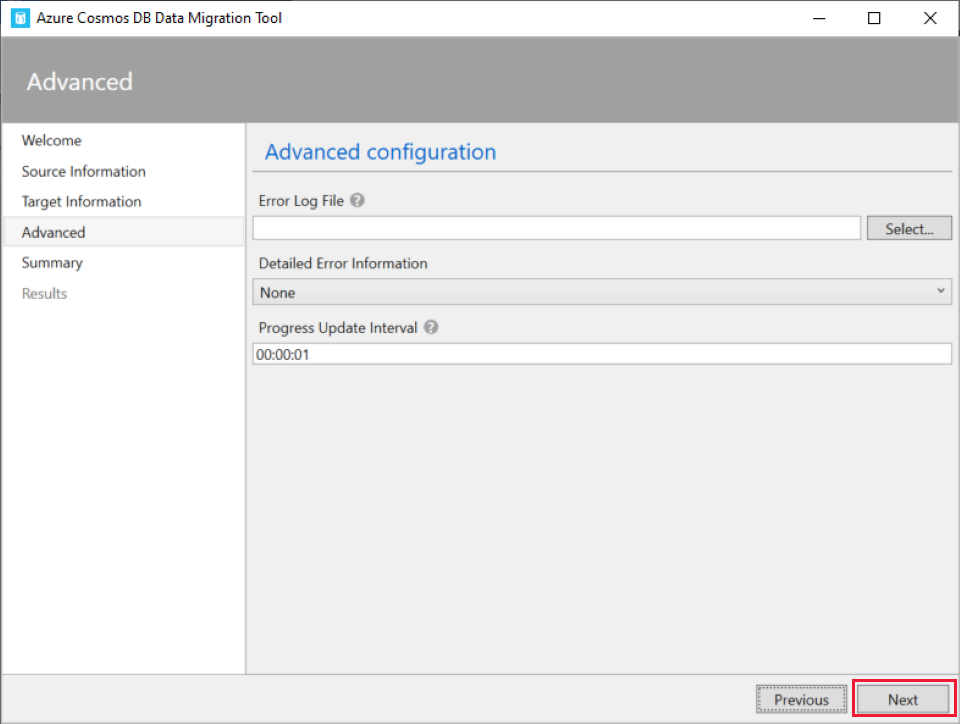 Azure Cosmos DB Data Migration Tool
Advanced
Welcome
Source Information
Target Information
Advanced
Summary
Results
Advanced configuration
Error Log File ?
Select...
Detailed Error Information
None
Progress Update Interval ?
00:00:01
Previous
Next